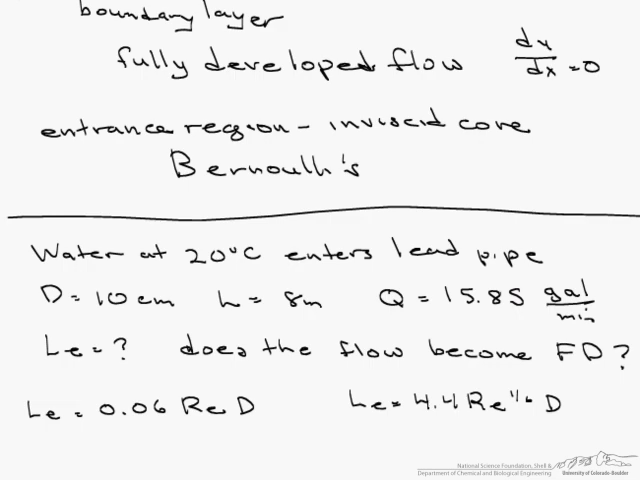 boundary layer
fully developed flow du/dx = 0
entrance region - inviscid core
Bernoulli's
Water at 20°C enters lead pipe
D = 10 cm L = 8m Q = 15.85 gal/min
Le = ? does the flow become FD?
Le = 0.06 Re D Le = 4.4 Re^1/6 D
National Science Foundation, Shell &
Department of Chemical and Biological Engineering
University of Colorado-Boulder